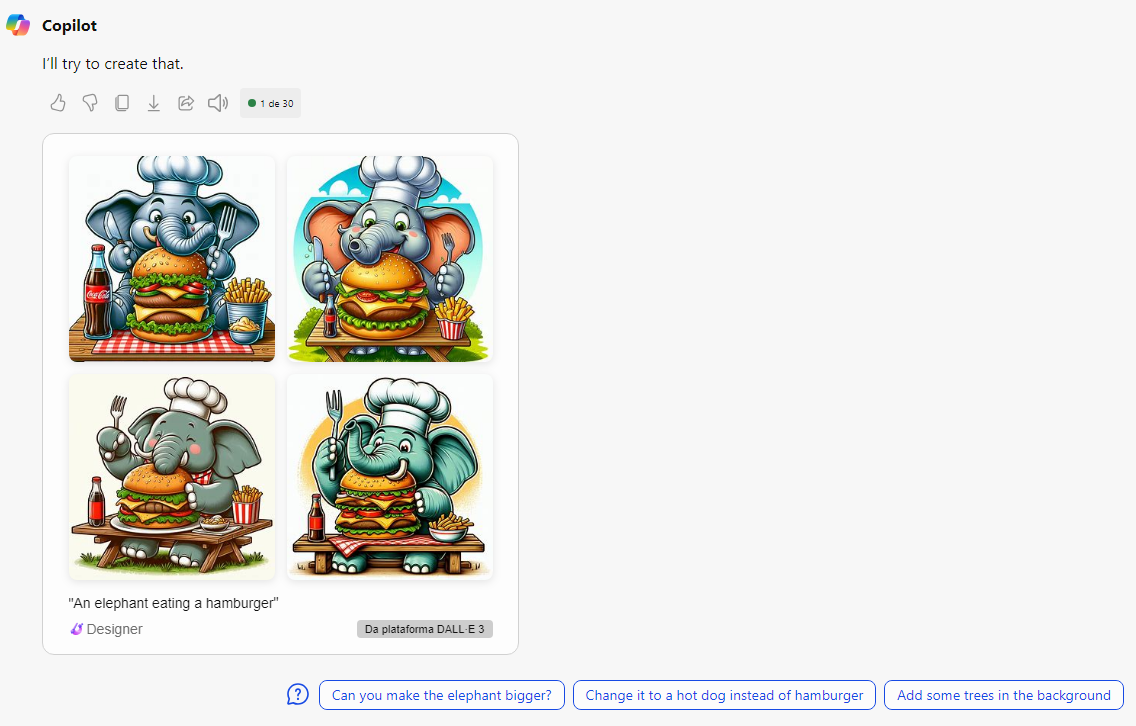 Copilot
I'll try to create that.
1 de 30
Coca-Cola
"An elephant eating a hamburger"
Designer
Da plataforma DALL·E 3
Can you make the elephant bigger?
Change it to a hot dog instead of hamburger
Add some trees in the background